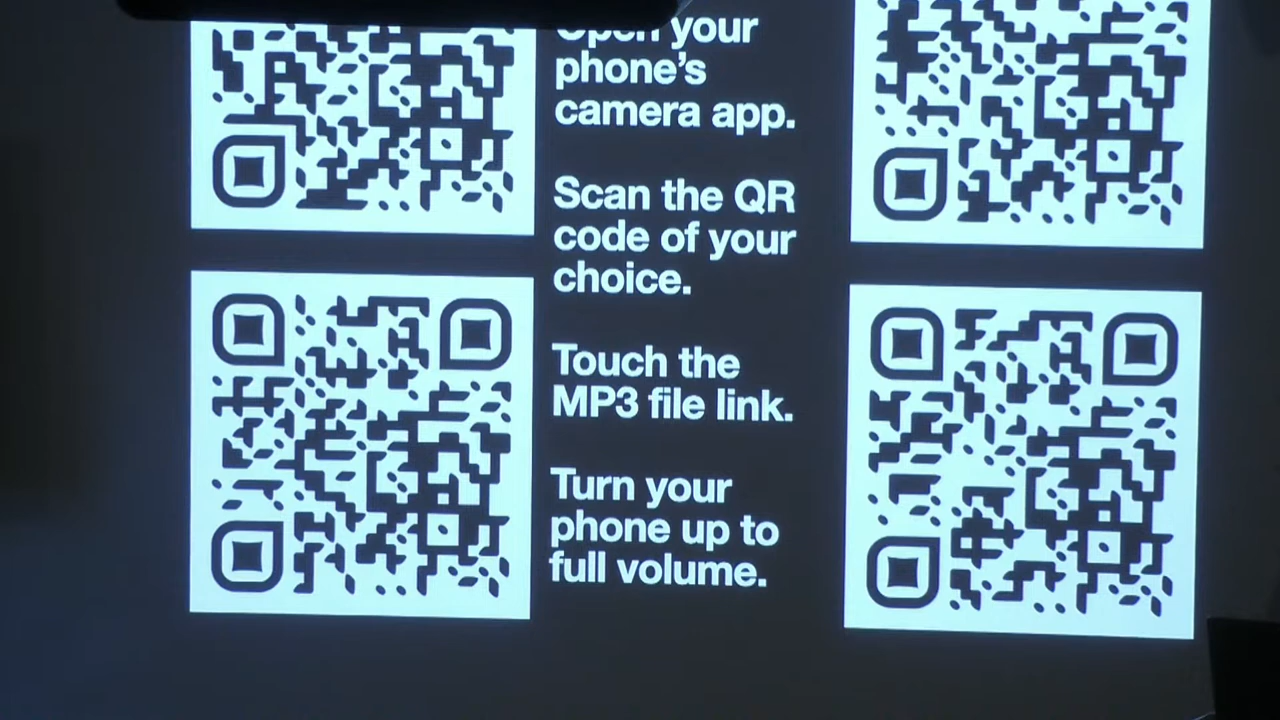 Open your
phone's
camera app.
Scan the QR
code of your
choice.
Touch the
MP3 file link.
Turn your
phone up to
full volume.